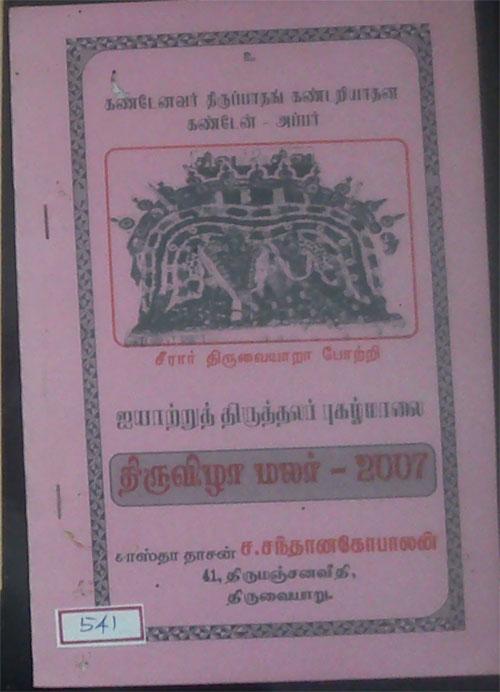 உ
கண்டேனவர் திருப்பாதங் கண்டறியாதன
கண்டேன் - அப்பர்
சீரார் திருவையாறா போற்றி
ஐயாற்றுத் திருத்தலப் புகழ்மாலை
திருவிழா மலர் - 2007
சாஸ்தா தாசன் ச.சந்தானகோபாலன்
41, திருமஞ்சனவீதி,
திருவையாறு.
541